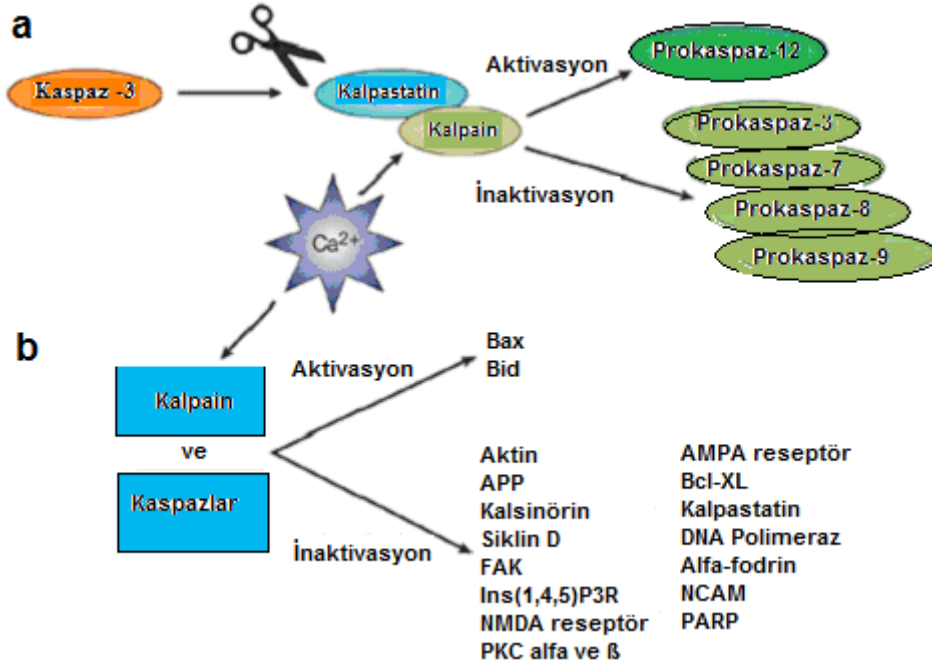 a
Kaspaz -3
Kalpastatin
Kalpain
Aktivasyon
Prokaspaz-12
İnaktivasyon
Prokaspaz-3
Prokaspaz-7
Prokaspaz-8
Prokaspaz-9
Ca2+
b
Kalpain
ve
Kaspazlar
Aktivasyon
Bax
Bid
İnaktivasyon
Aktin
APP
Kalsinörin
Siklin D
FAK
Ins(1,4,5)P3R
NMDA reseptör
PKC alfa ve ß
AMPA reseptör
Bcl-XL
Kalpastatin
DNA Polimeraz
Alfa-fodrin
NCAM
PARP